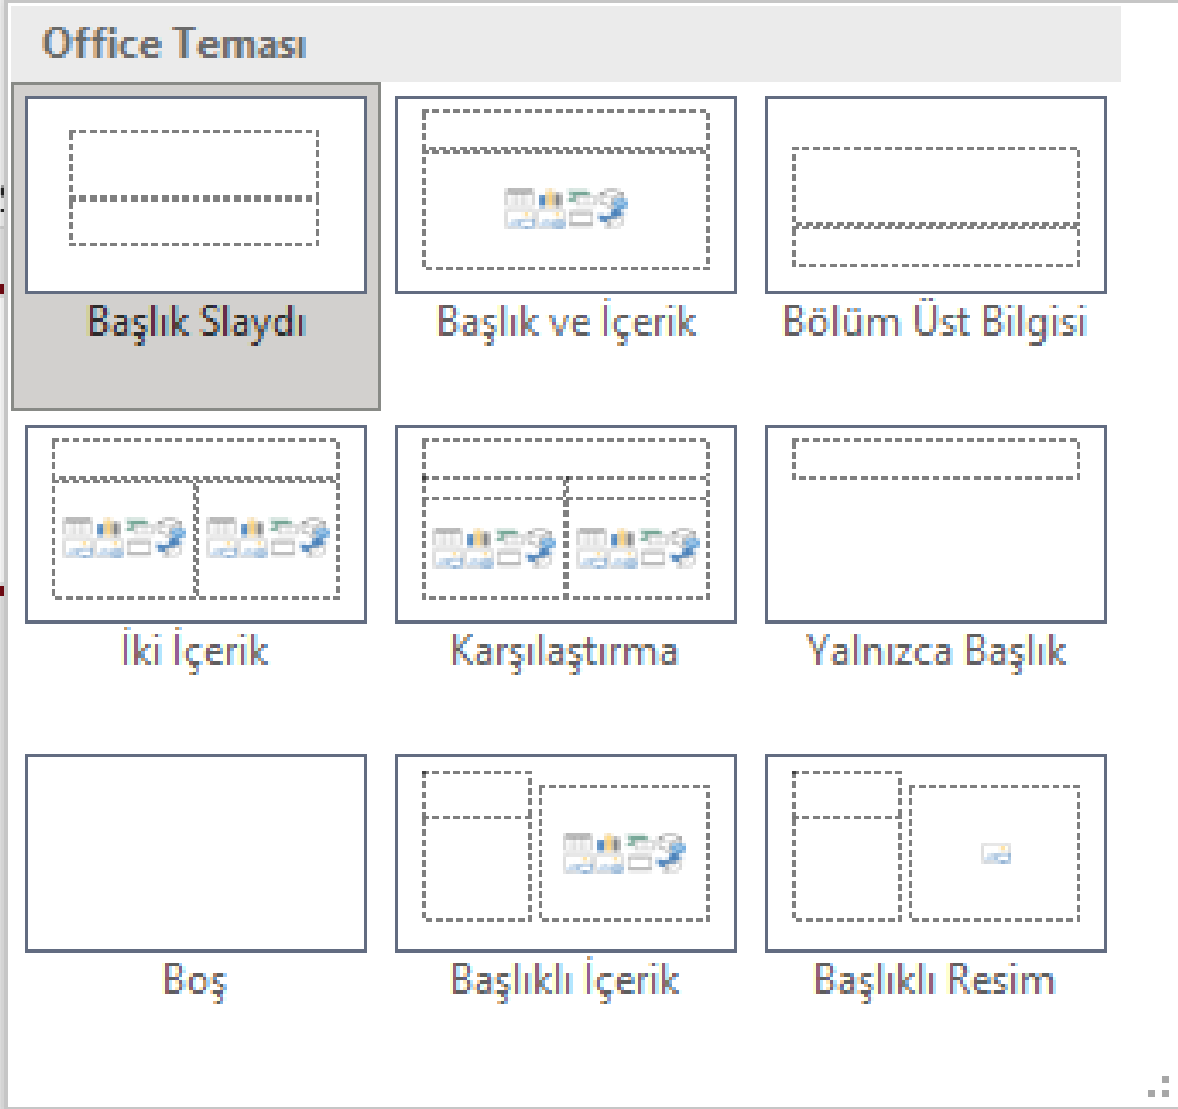 Office Teması
Başlık Slaydı
Başlık ve İçerik
Bölüm Üst Bilgisi
İki İçerik
Karşılaştırma
Yalnızca Başlık
Boş
Başlıklı İçerik
Başlıklı Resim